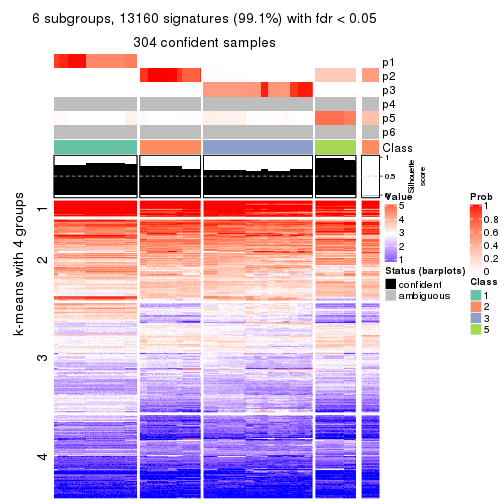 6 subgroups, 13160 signatures (99.1%) with fdr < 0.05
304 confident samples
p1
p2
p3
p4
p5
p6
Class
1
0.5
Silhouette
score
k-means with 4 groups
1
2
3
4
Value
5
4
3
2
1
Status (barplots)
confident
ambiguous
Prob
1
0.8
0.6
0.4
0.2
0
Class
1
2
3
5